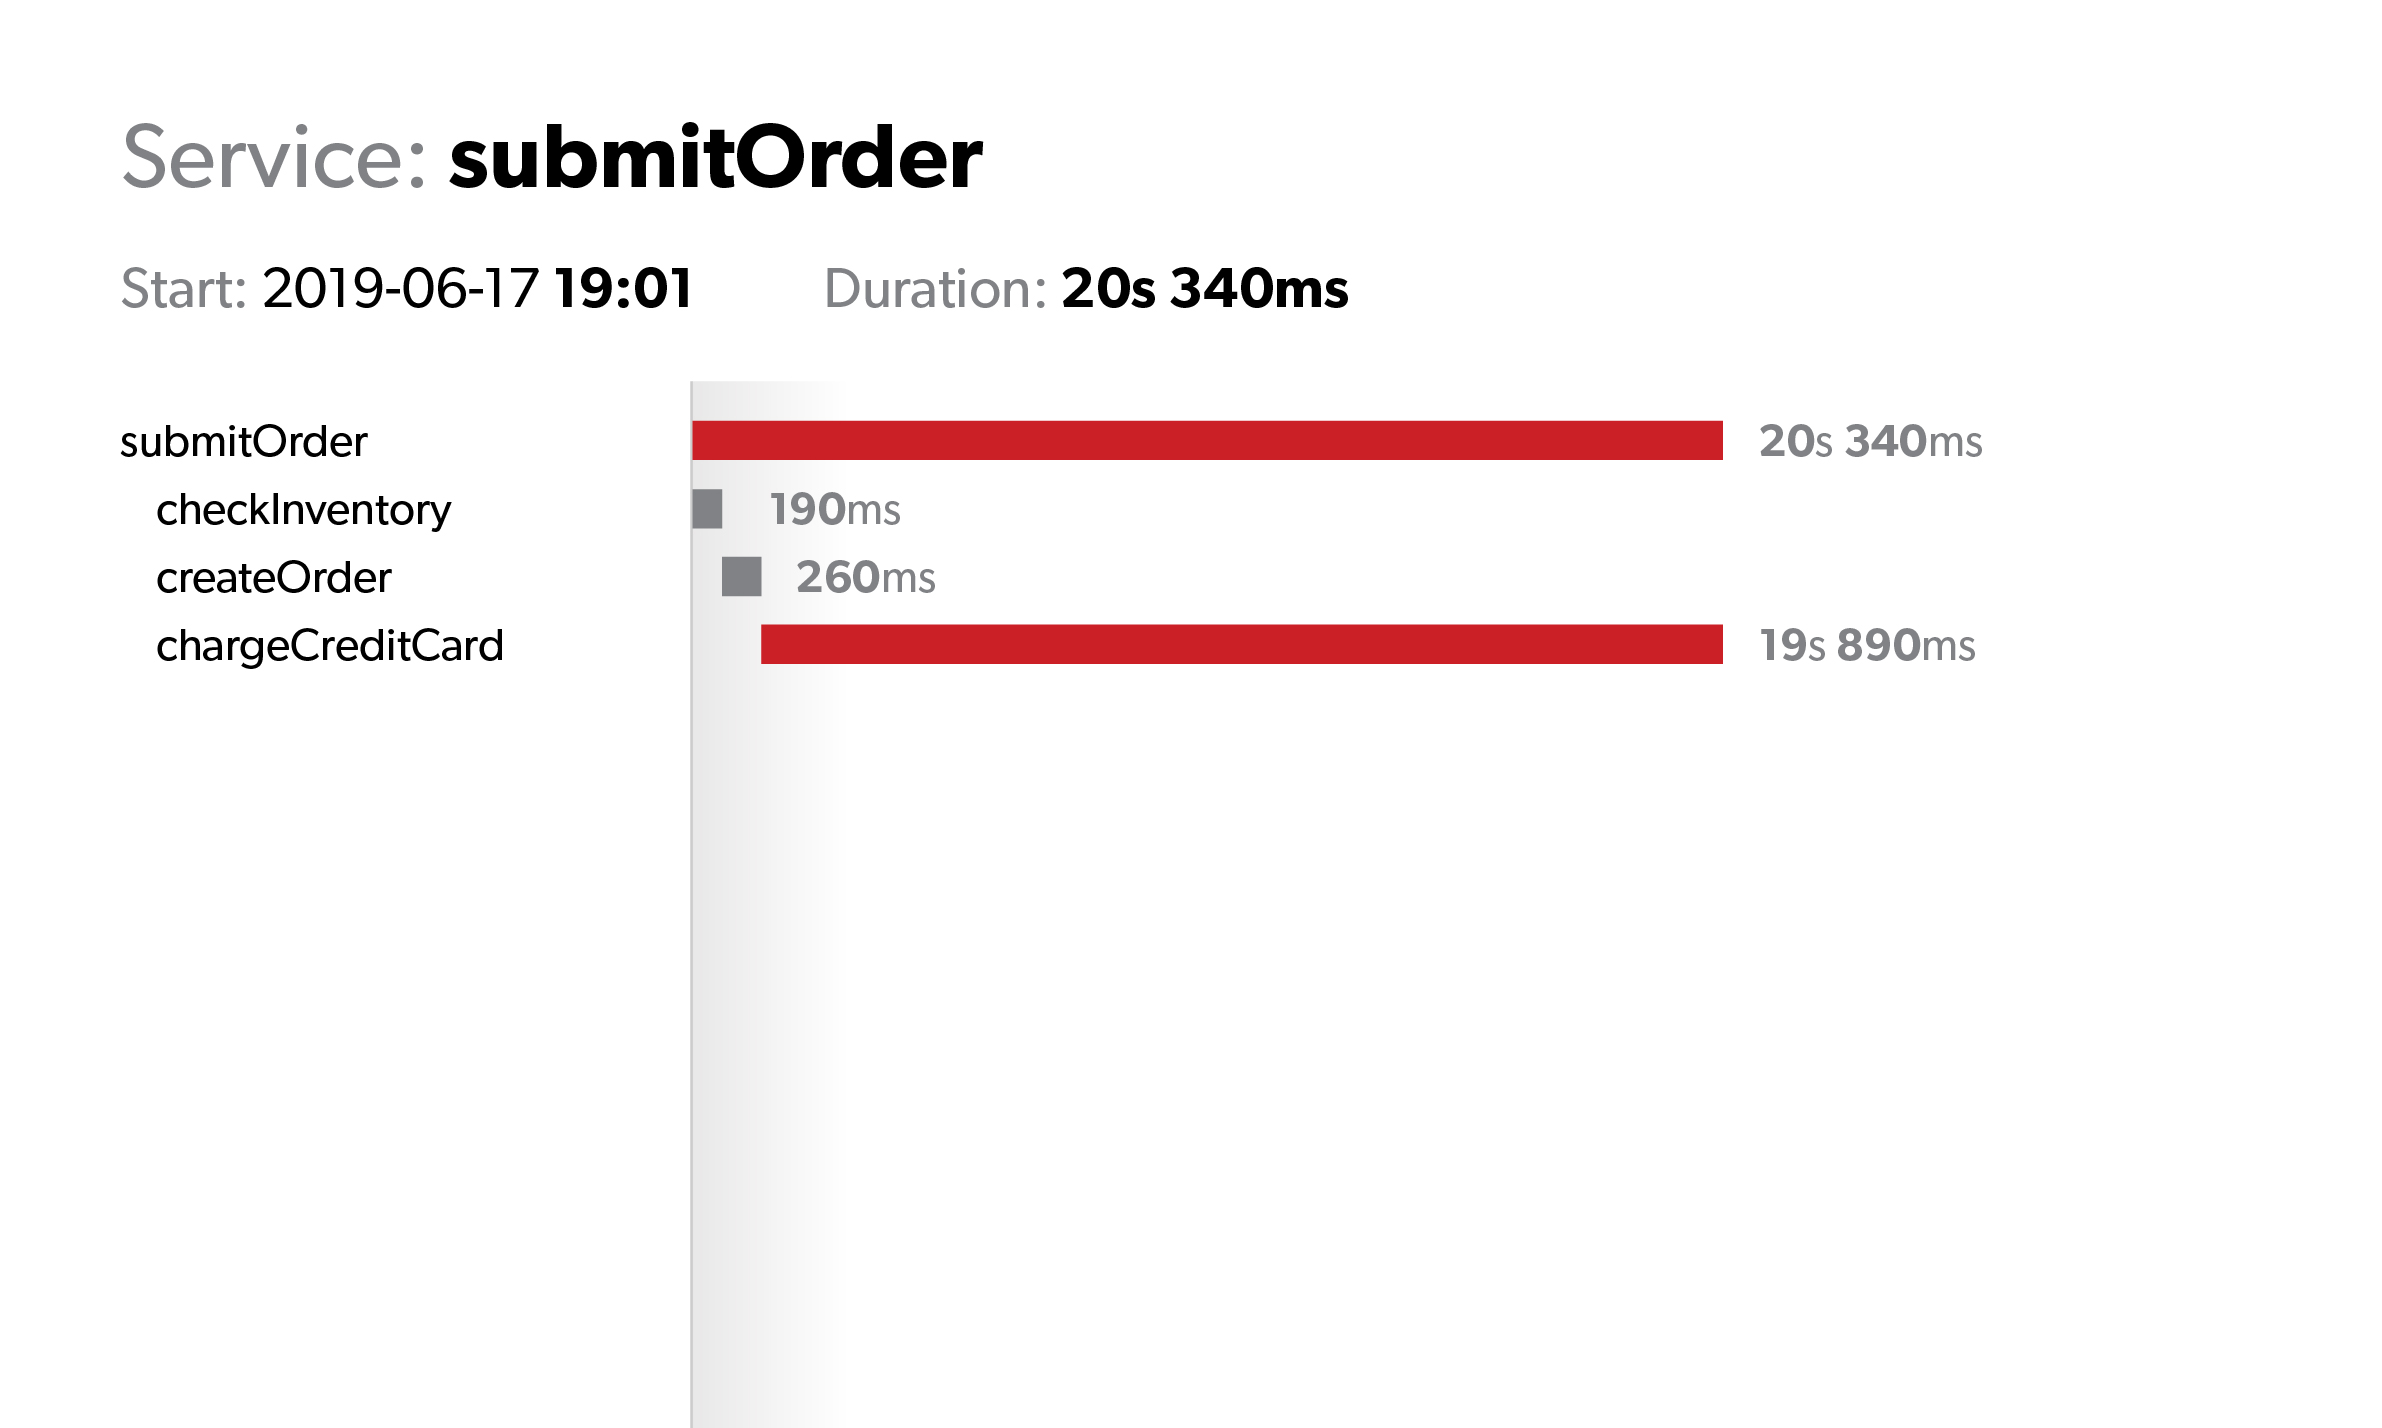 Service: submitOrder
Start: 2019-06-17 19:01 Duration: 20s 340ms
submitOrder 20s 340ms
checkInventory 190ms
createOrder 260ms
chargeCreditCard 19s 890ms